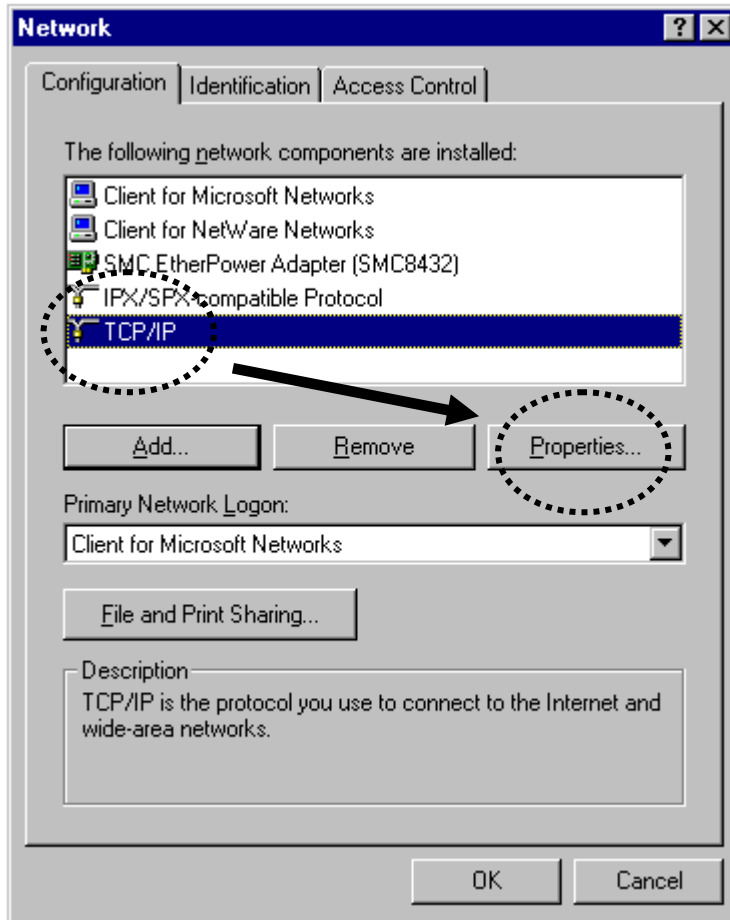 Network
Configuration Identification Access Control
The following network components are installed:
Client for Microsoft Networks
Client for NetWare Networks
SMC EtherPower Adapter (SMC8432)
IPX/SPX-compatible Protocol
TCP/IP
Add... Remove Properties...
Primary Network Logon:
Client for Microsoft Networks
File and Print Sharing...
Description
TCP/IP is the protocol you use to connect to the Internet and
wide-area networks.
OK Cancel